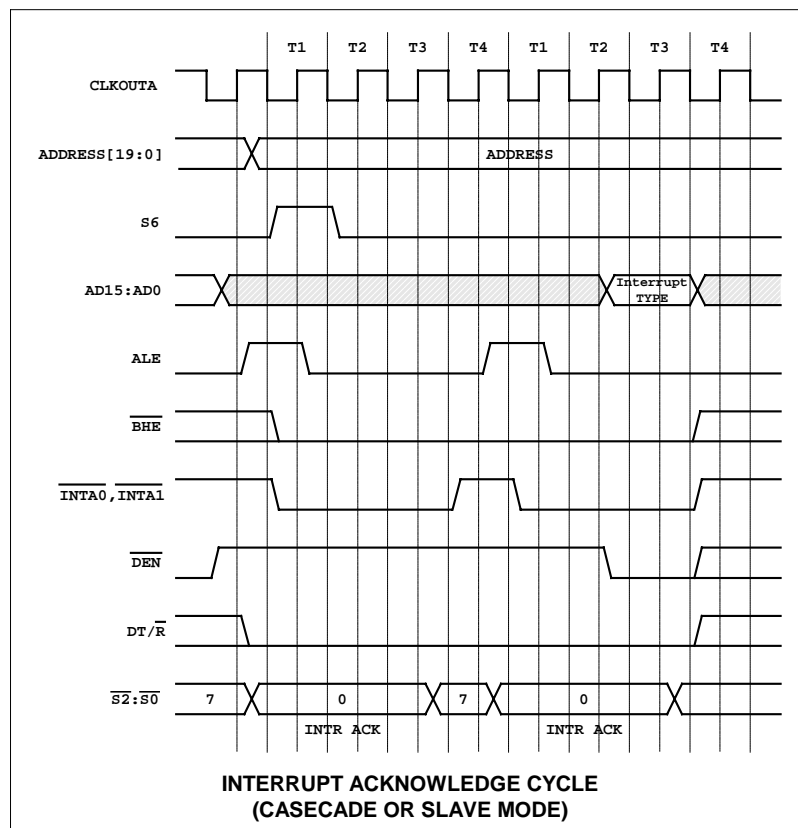 T1 T2 T3 T4 T1 T2 T3 T4
CLKOUTA
ADDRESS[19:0] ADDRESS
S6
AD15:AD0 Interrupt TYPE
ALE
BHE
INTA0,INTA1
DEN
DT/R
S2:S0 7 0 7 0
INTR ACK INTR ACK
INTERRUPT ACKNOWLEDGE CYCLE
(CASECADE OR SLAVE MODE)